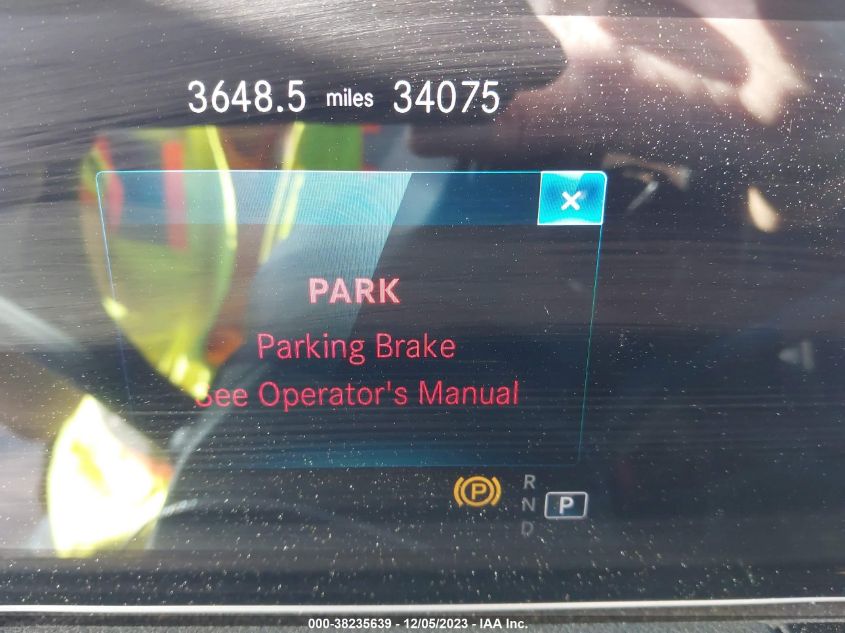 3648.5 miles 34075
×
PARK
Parking Brake
See Operator's Manual
R
N
D
P
P
000-38235639 - 12/05/2023 - IAA Inc.